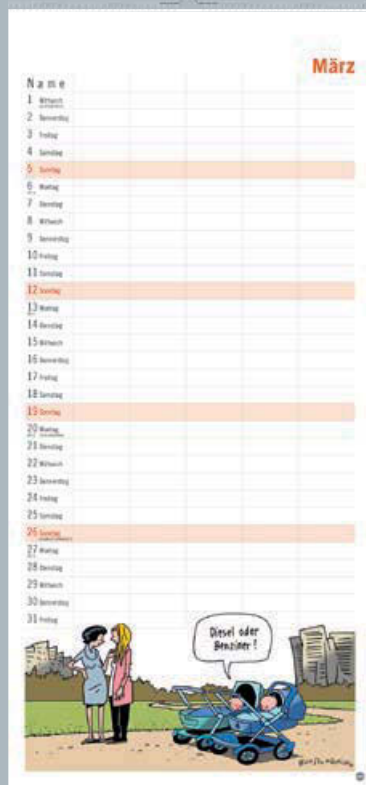 März
Name
1 Mittwoch
2 Donnerstag
3 Freitag
4 Samstag
5 Sonntag
6 Montag
7 Dienstag
8 Mittwoch
9 Donnerstag
10 Freitag
11 Samstag
12 Sonntag
13 Montag
14 Dienstag
15 Mittwoch
16 Donnerstag
17 Freitag
18 Samstag
19 Sonntag
20 Montag
21 Dienstag
22 Mittwoch
23 Donnerstag
24 Freitag
25 Samstag
26 Sonntag
27 Montag
28 Dienstag
29 Mittwoch
30 Donnerstag
31 Freitag
Diesel oder
Benziner?